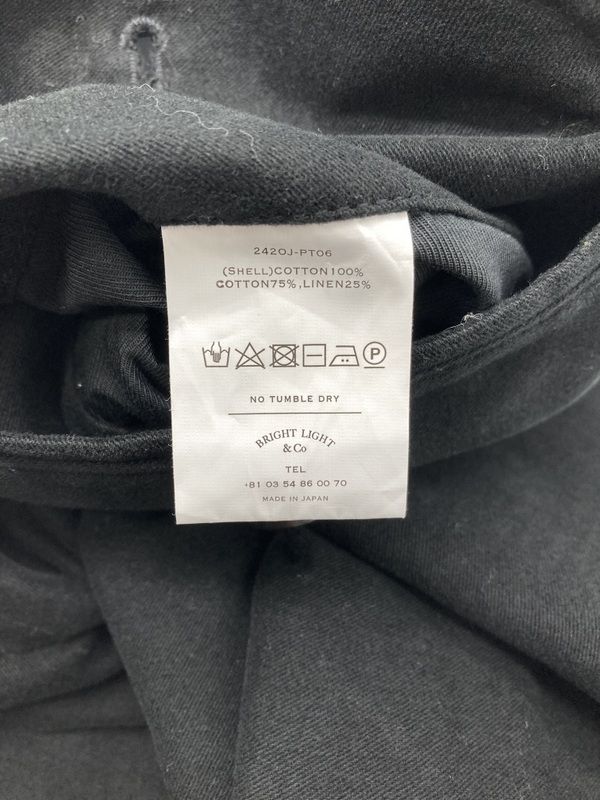 2420J-PT06
(SHELL)COTTON100%
COTTON75%,LINEN25%
P
NO TUMBLE DRY
BRIGHT LIGHT
& Co
TEL
+81 03 54 86 00 70
MADE IN JAPAN